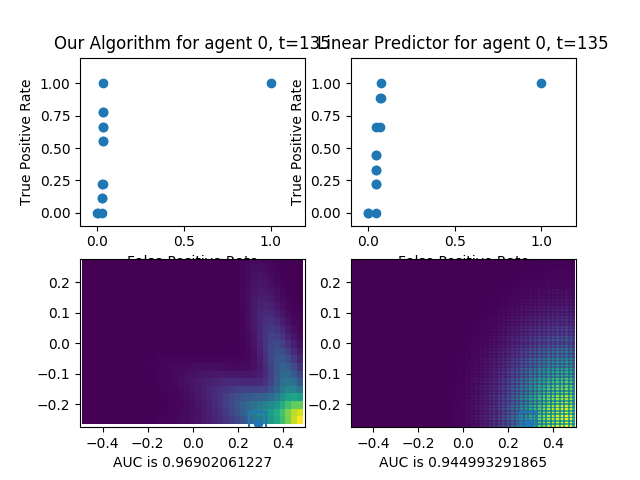 Our Algorithm for agent 0, t=135
Linear Predictor for agent 0, t=135
True Positive Rate
1.00
0.75
0.50
0.25
0.00
0.0 0.5 1.0
False Positive Rate
True Positive Rate
1.00
0.75
0.50
0.25
0.00
0.0 0.5 1.0
False Positive Rate
0.2
0.1
0.0
−0.1
−0.2
−0.4 −0.2 0.0 0.2 0.4
AUC is 0.96902061227
0.2
0.1
0.0
−0.1
−0.2
−0.4 −0.2 0.0 0.2 0.4
AUC is 0.944993291865